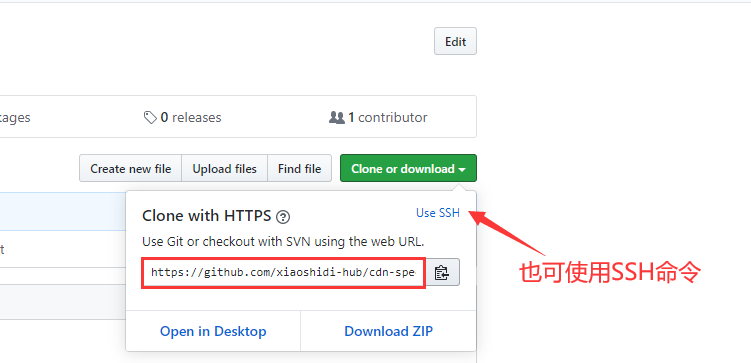 Edit
kages
0 releases
1 contributor
Create new file
Upload files
Find file
Clone or download
Clone with HTTPS
Use SSH
Use Git or checkout with SVN using the web URL.
https://github.com/xiaoshidi-hub/cdn-spe
也可使用SSH命令
Open in Desktop
Download ZIP
t